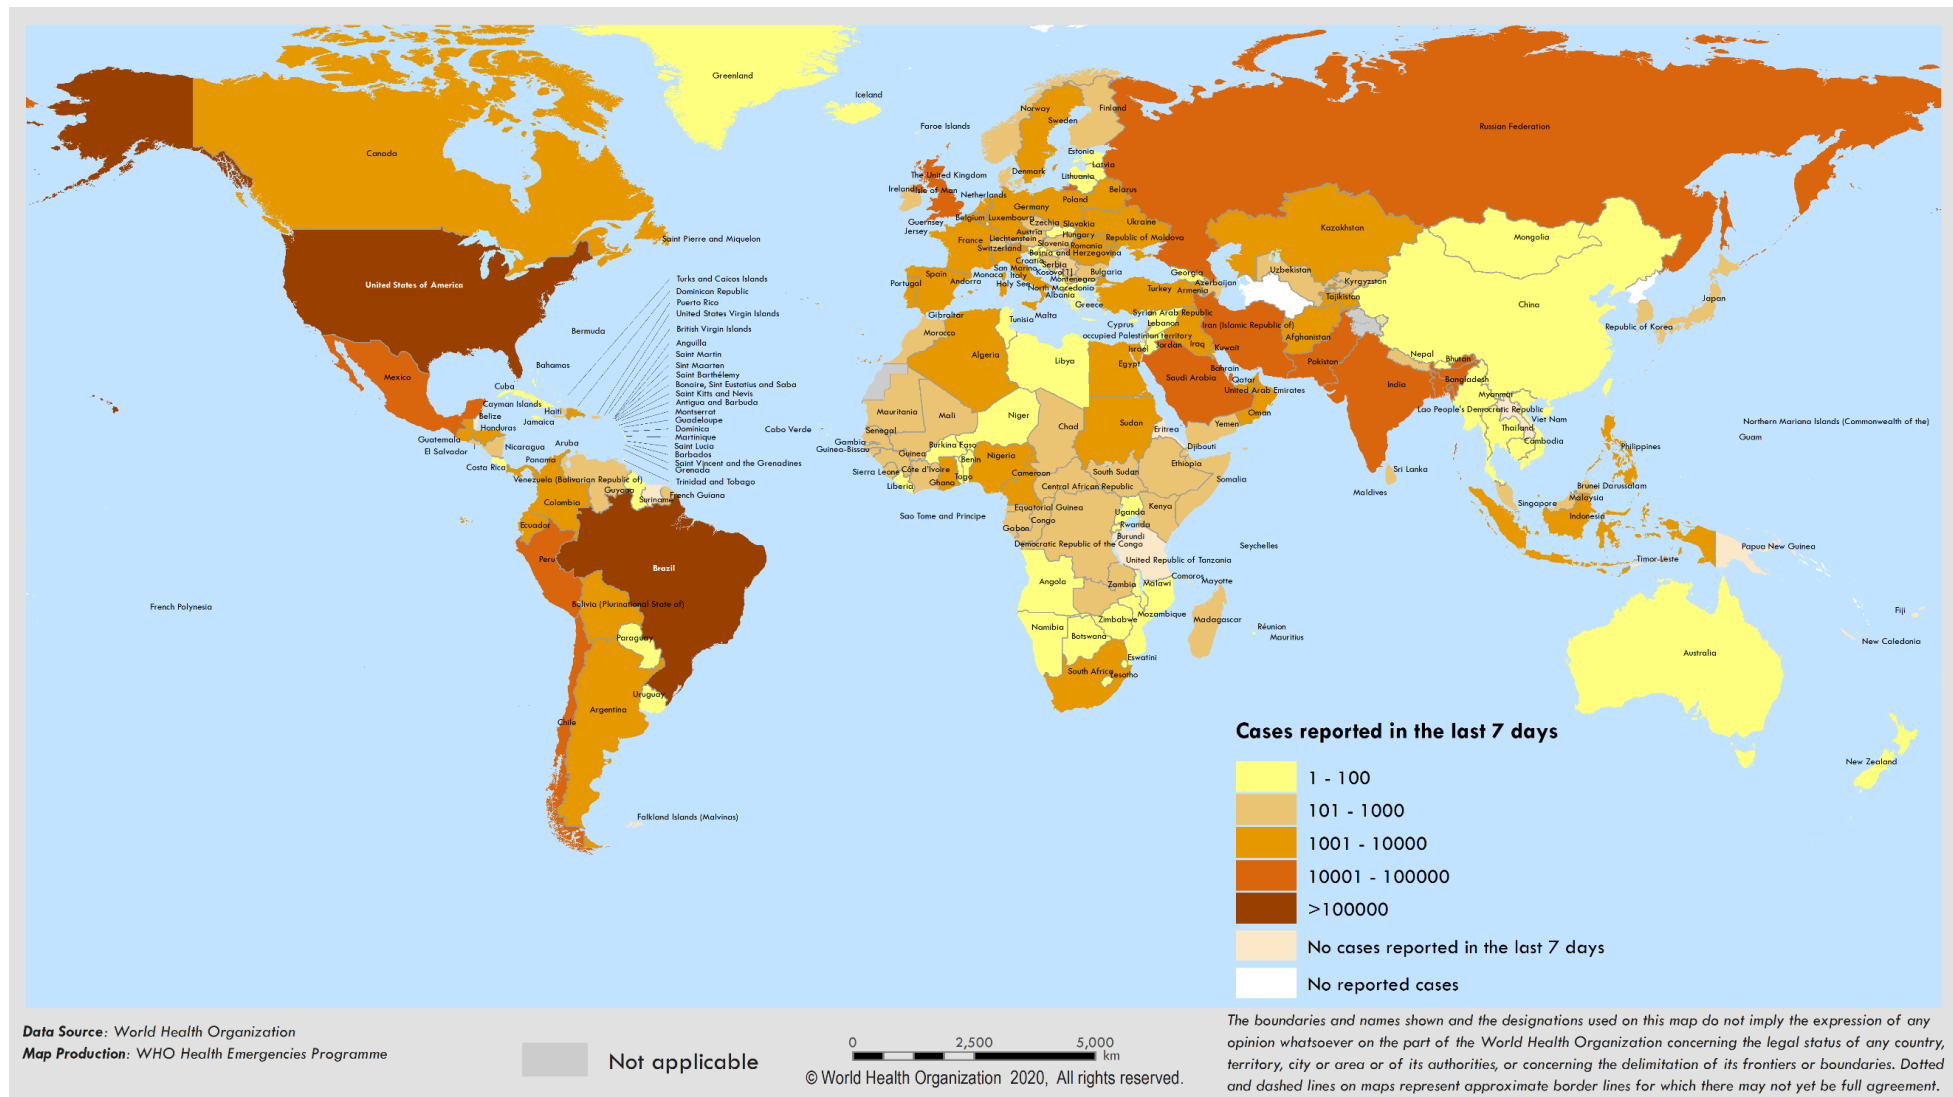 Greenland
Iceland
Faroe Islands
Norway
Finland
Sweden
Russian Federation
Canada
Estonia
Latvia
Lithuania
Denmark
The United Kingdom
Ireland
Isle of Man
Netherlands
Belarus
Poland
Germany
Belgium
Luxembourg
Guernsey
Jersey
Czechia
Slovakia
Ukraine
Austria
Hungary
Liechtenstein
Republic of Moldova
France
Slovenia
Romania
Switzerland
Bosnia and Herzegovina
Croatia
Serbia
San Marino
Kosovo[1]
Bulgaria
Monaco
Italy
Montenegro
Spain
Andorra
Holy See
North Macedonia
Portugal
Albania
Greece
Georgia
Azerbaijan
Turkey
Armenia
Kazakhstan
Uzbekistan
Kyrgyzstan
Tajikistan
Mongolia
China
Japan
Republic of Korea
Saint Pierre and Miquelon
United States of America
Bermuda
Bahamas
Mexico
Cuba
Cayman Islands
Haiti
Jamaica
Belize
Honduras
Guatemala
El Salvador
Nicaragua
Aruba
Costa Rica
Panama
Turks and Caicos Islands
Dominican Republic
Puerto Rico
United States Virgin Islands
British Virgin Islands
Anguilla
Saint Martin
Sint Maarten
Saint Barthélemy
Bonaire, Sint Eustatius and Saba
Saint Kitts and Nevis
Antigua and Barbuda
Montserrat
Guadeloupe
Dominica
Martinique
Saint Lucia
Barbados
Saint Vincent and the Grenadines
Grenada
Trinidad and Tobago
Venezuela (Bolivarian Republic of)
Guyana
Suriname
French Guiana
Colombia
Ecuador
Peru
Brazil
Bolivia (Plurinational State of)
Paraguay
Uruguay
Argentina
Chile
Falkland Islands (Malvinas)
French Polynesia
Gibraltar
Tunisia
Malta
Cyprus
Syrian Arab Republic
Lebanon
occupied Palestinian territory
Israel
Jordan
Iraq
Iran (Islamic Republic of)
Kuwait
Afghanistan
Pakistan
Bahrain
Qatar
Saudi Arabia
United Arab Emirates
Oman
Yemen
Nepal
Bhutan
India
Bangladesh
Myanmar
Lao People's Democratic Republic
Viet Nam
Thailand
Cambodia
Philippines
Sri Lanka
Maldives
Brunei Darussalam
Malaysia
Singapore
Indonesia
Timor-Leste
Papua New Guinea
Northern Mariana Islands (Commonwealth of the)
Guam
Fiji
New Caledonia
Australia
New Zealand
Morocco
Algeria
Libya
Egypt
Mauritania
Mali
Niger
Chad
Sudan
Eritrea
Djibouti
Cabo Verde
Senegal
Gambia
Guinea-Bissau
Guinea
Burkina Faso
Benin
Nigeria
Sierra Leone
Côte d'Ivoire
Ghana
Togo
Liberia
Cameroon
South Sudan
Ethiopia
Somalia
Central African Republic
Sao Tome and Principe
Equatorial Guinea
Congo
Gabon
Uganda
Kenya
Rwanda
Burundi
Democratic Republic of the Congo
United Republic of Tanzania
Seychelles
Comoros
Mayotte
Angola
Zambia
Malawi
Mozambique
Namibia
Botswana
Zimbabwe
Madagascar
Réunion
Mauritius
Eswatini
South Africa
Lesotho
Cases reported in the last 7 days
1 - 100
101 - 1000
1001 - 10000
10001 - 100000
>100000
No cases reported in the last 7 days
No reported cases
Data Source: World Health Organization
Map Production: WHO Health Emergencies Programme
Not applicable
0 2,500 5,000
km
© World Health Organization 2020, All rights reserved.
The boundaries and names shown and the designations used on this map do not imply the expression of any
opinion whatsoever on the part of the World Health Organization concerning the legal status of any country,
territory, city or area or of its authorities, or concerning the delimitation of its frontiers or boundaries. Dotted
and dashed lines on maps represent approximate border lines for which there may not yet be full agreement.